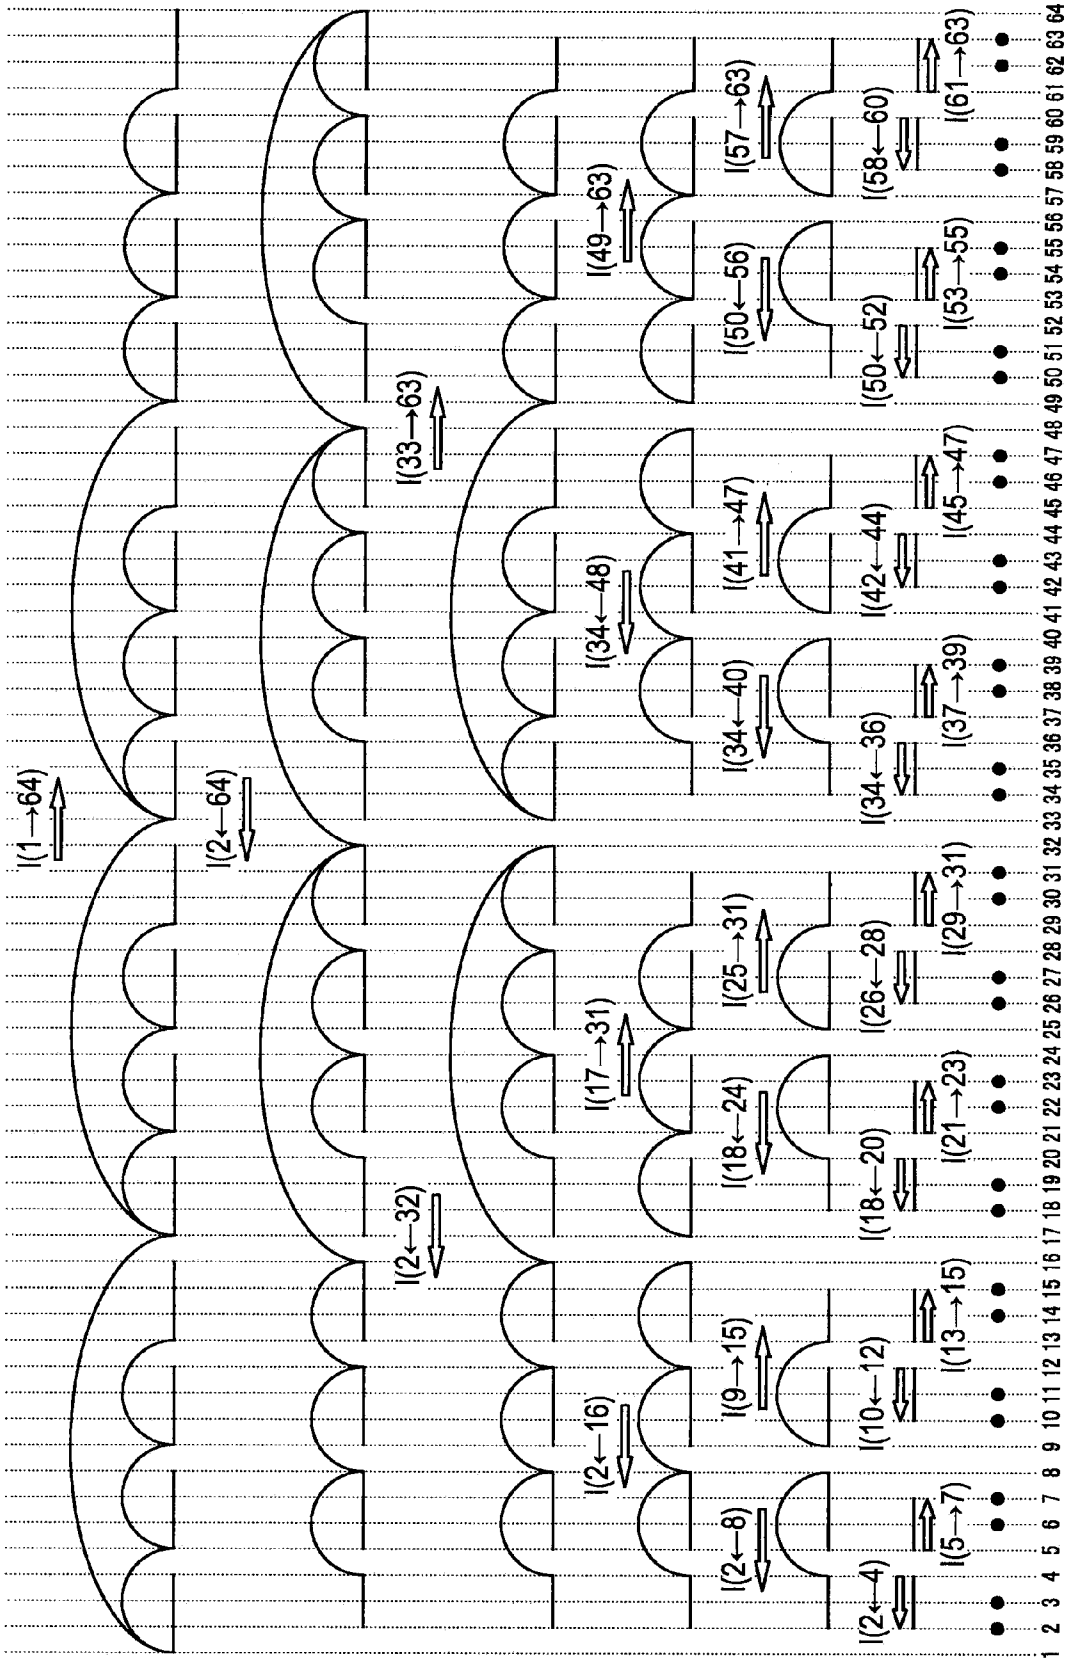 I(1→64)
I(2←64)
I(2←32)
I(33→63)
I(2←16)
I(17→31)
I(34←48)
I(49→63)
I(2←8)
I(9→15)
I(18←24)
I(25→31)
I(34←40)
I(41→47)
I(50←56)
I(57→63)
I(2←4)
I(10←12)
I(18←20)
I(26←28)
I(34←36)
I(42←44)
I(50←52)
I(58←60)
I(5→7)
I(13→15)
I(21→23)
I(29→31)
I(37→39)
I(45→47)
I(53→55)
I(61→63)
1 2 3 4 5 6 7 8 9 10 11 12 13 14 15 16 17 18 19 20 21 22 23 24 25 26 27 28 29 30 31 32 33 34 35 36 37 38 39 40 41 42 43 44 45 46 47 48 49 50 51 52 53 54 55 56 57 58 59 60 61 62 63 64